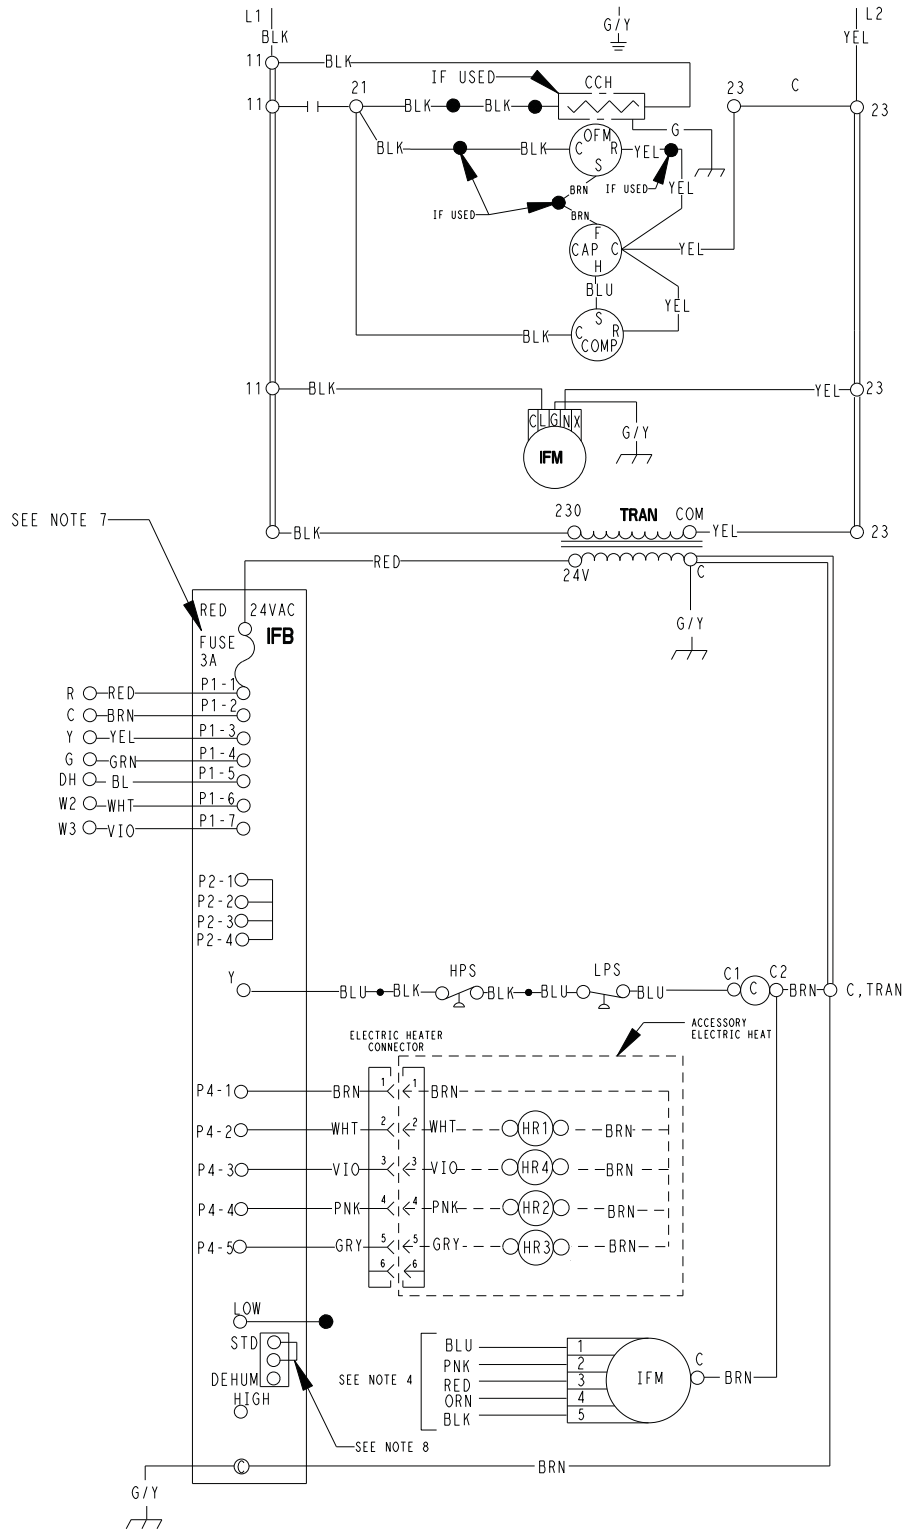 L1
G/Y
L2
BLK
YEL
11
BLK
IF USED
CCH
21
23
C
11
BLK
BLK
23
G
OFM
BLK
BLK
C
R
YEL
S
BRN
IF USED
YEL
IF USED
BRN
F
CAP
C
YEL
H
BLU
YEL
S
BLK
C
R
COMP
11
BLK
YEL
23
C
L
G
N
X
G/Y
IFM
230
TRAN
COM
SEE NOTE 7
BLK
YEL
23
RED
24V
C
RED
24VAC
G/Y
FUSE
3A
IFB
R
RED
P1-1
C
BRN
P1-2
Y
YEL
P1-3
G
GRN
P1-4
DH
BL
P1-5
W2
WHT
P1-6
W3
VIO
P1-7
P2-1
P2-2
P2-3
P2-4
Y
HPS
LPS
C1
C2
BLU
BLK
BLK
BLU
BLU
C
BRN
C,TRAN
ELECTRIC HEATER
CONNECTOR
ACCESSORY
ELECTRIC HEAT
P4-1
BRN
1
1
BRN
P4-2
WHT
2
2
WHT
HR1
BRN
P4-3
VIO
3
3
VIO
HR4
BRN
P4-4
PNK
4
4
PNK
HR2
BRN
P4-5
GRY
5
5
GRY
HR3
BRN
6
6
LOW
STD
DEHUM
HIGH
SEE NOTE 4
BLU
1
PNK
2
RED
3
ORN
4
BLK
5
IFM
C
BRN
SEE NOTE 8
C
BRN
G/Y